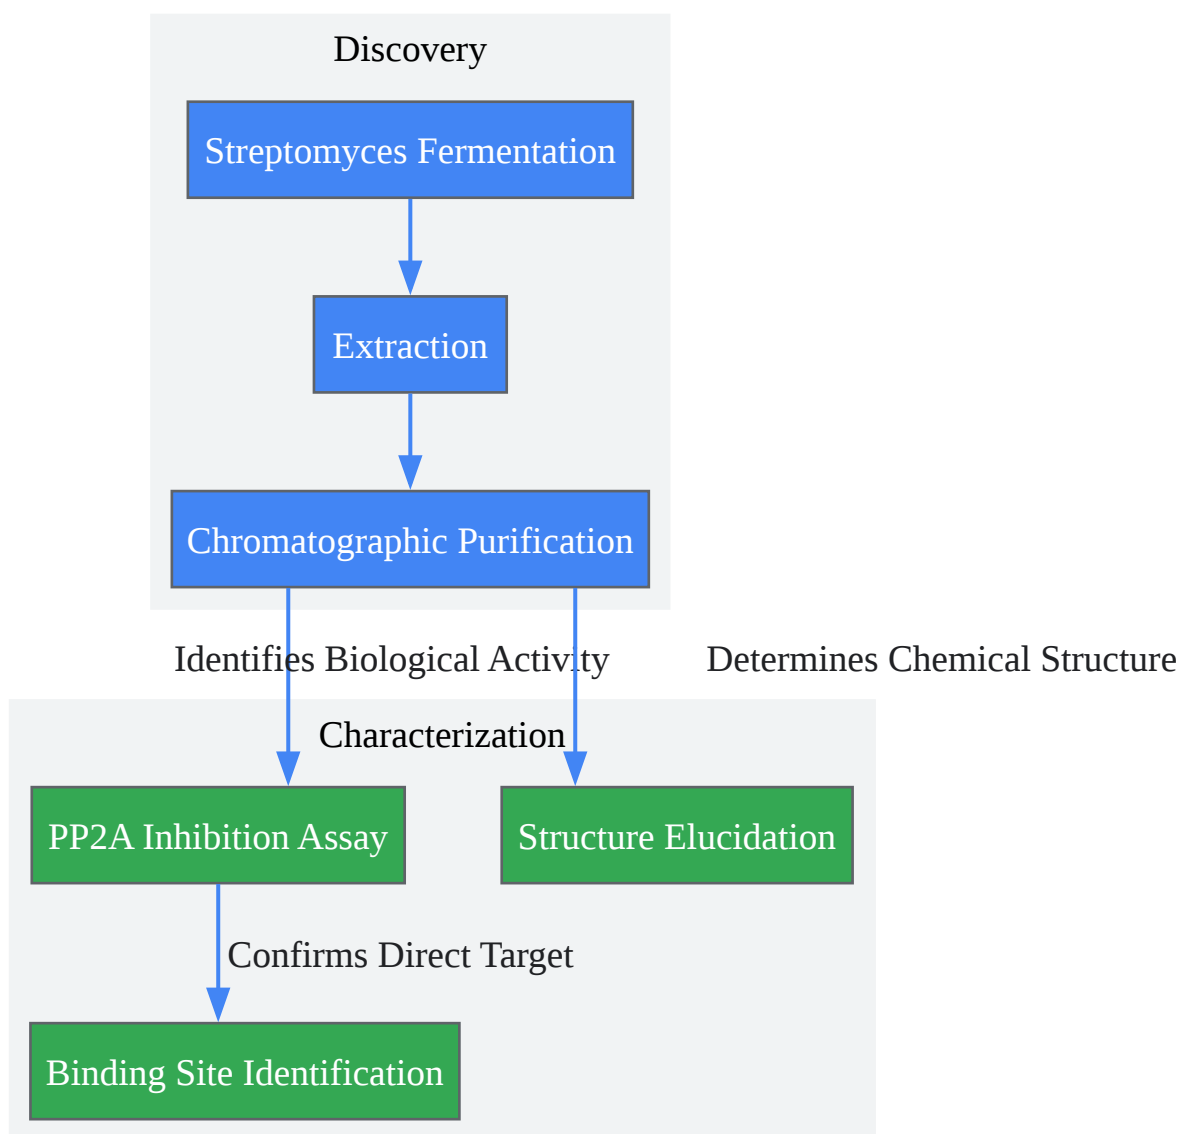 Discovery
Streptomyces Fermentation
Extraction
Chromatographic Purification
Identifies Biological Activity
Determines Chemical Structure
Characterization
PP2A Inhibition Assay
Structure Elucidation
Confirms Direct Target
Binding Site Identification